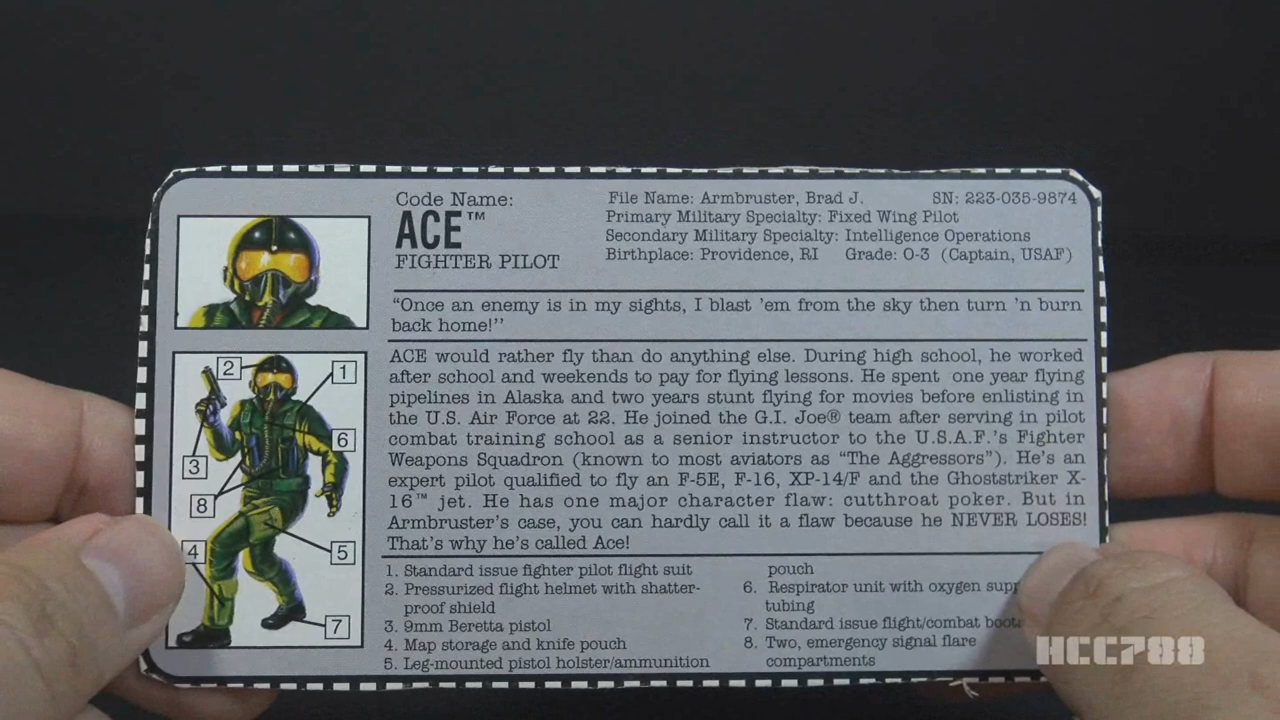 Code Name:
ACE™
FIGHTER PILOT
File Name: Armbruster, Brad J. SN: 223-035-9874
Primary Military Specialty: Fixed Wing Pilot
Secondary Military Specialty: Intelligence Operations
Birthplace: Providence, RI Grade: O-3 (Captain, USAF)
“Once an enemy is in my sights, I blast 'em from the sky then turn 'n burn
back home!’’
ACE would rather fly than do anything else. During high school, he worked
after school and weekends to pay for flying lessons. He spent one year flying
pipelines in Alaska and two years stunt flying for movies before enlisting in
the U.S. Air Force at 22. He joined the G.I. Joe® team after serving in pilot
combat training school as a senior instructor to the U.S.A.F.'s Fighter
Weapons Squadron (known to most aviators as “The Aggressors”). He's an
expert pilot qualified to fly an F-5E, F-16, XP-14/F and the Ghoststriker X-
16™ jet. He has one major character flaw: cutthroat poker. But in
Armbruster's case, you can hardly call it a flaw because he NEVER LOSES!
That's why he's called Ace!
2
1
6
3
8
4
5
7
1. Standard issue fighter pilot flight suit
2. Pressurized flight helmet with shatter-
proof shield
3. 9mm Beretta pistol
4. Map storage and knife pouch
5. Leg-mounted pistol holster/ammunition
pouch
6. Respirator unit with oxygen
tubing
7. Standard issue flight/combat
8. Two, emergency signal flare
compartments
HCC788